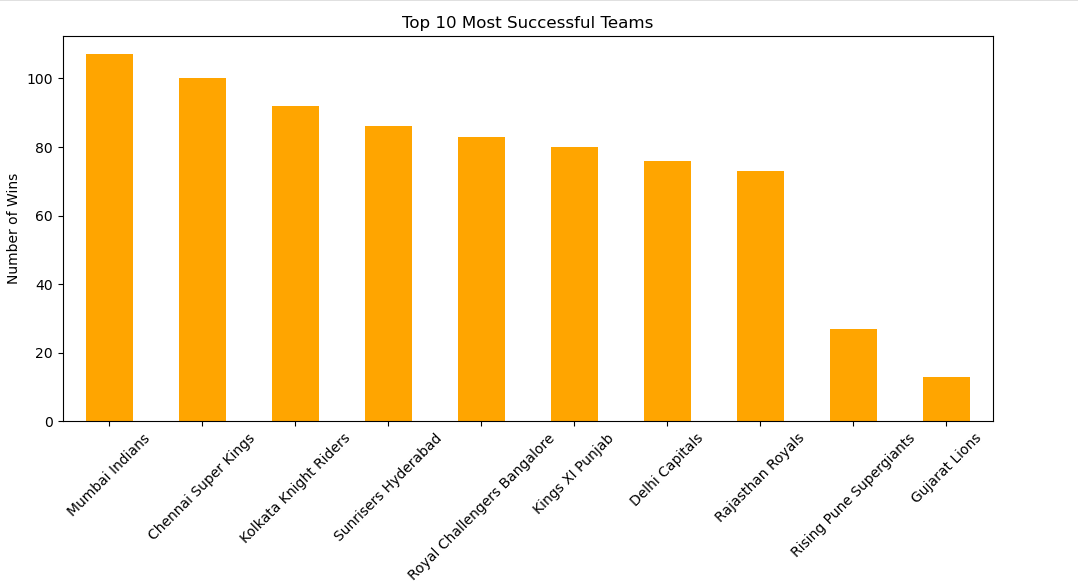 Top 10 Most Successful Teams
Number of Wins
100
80
60
40
20
0
Mumbai Indians
Chennai Super Kings
Kolkata Knight Riders
Sunrisers Hyderabad
Royal Challengers Bangalore
Kings XI Punjab
Delhi Capitals
Rajasthan Royals
Rising Pune Supergiants
Gujarat Lions